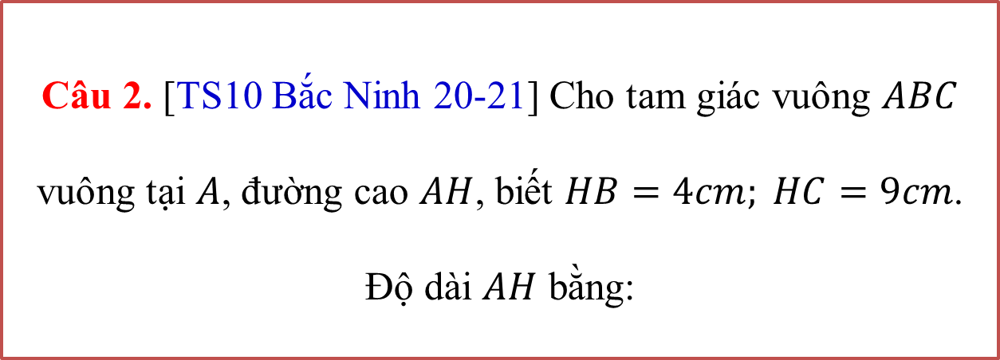 Câu 2. [TS10 Bắc Ninh 20-21] Cho tam giác vuông ABC
vuông tại A, đường cao AH, biết HB = 4cm; HC = 9cm.
Độ dài AH bằng: